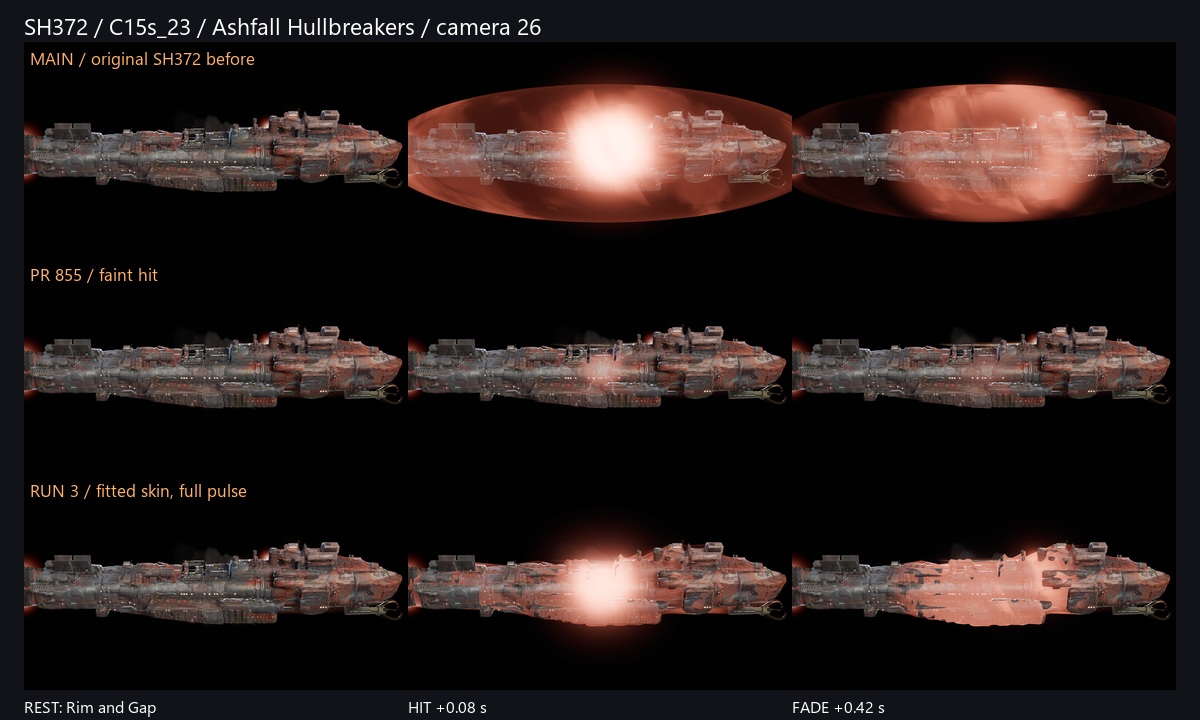 SH372 / C15s_23 / Ashfall Hullbreakers / camera 26
MAIN / original SH372 before
PR 855 / faint hit
RUN 3 / fitted skin, full pulse
REST: Rim and Gap
HIT +0.08 s
FADE +0.42 s